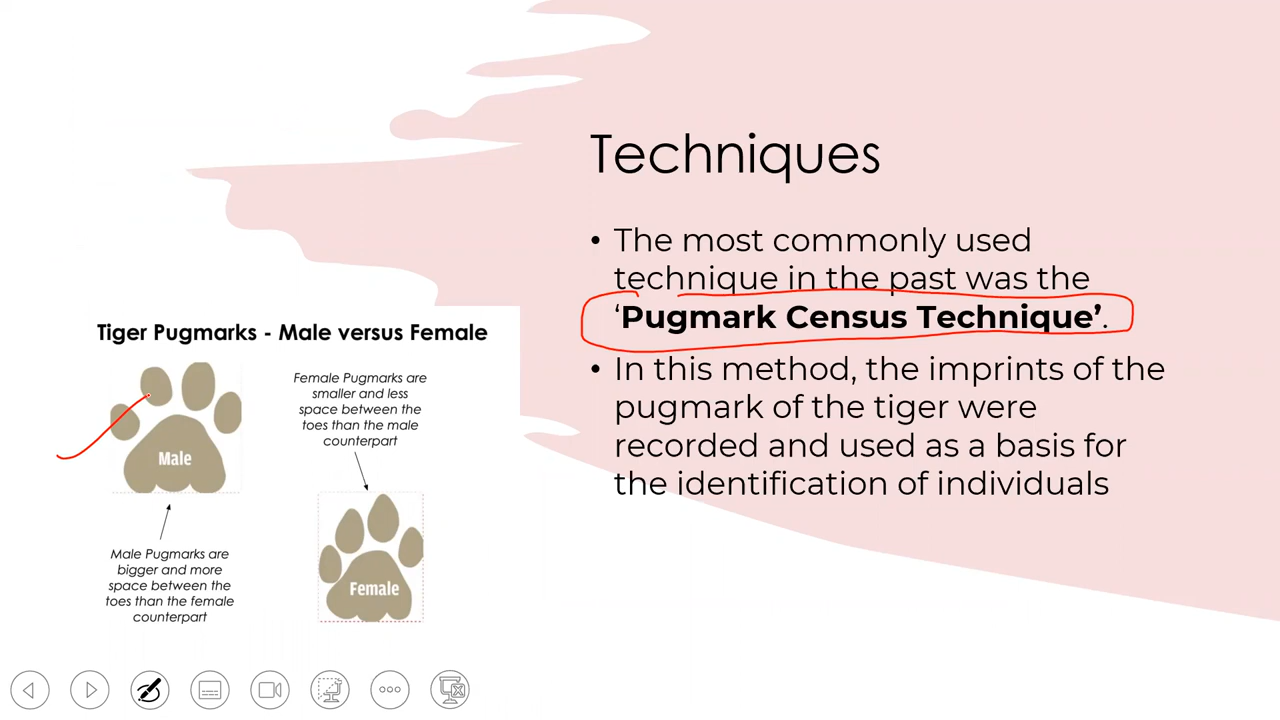 Techniques
• The most commonly used
technique in the past was the
‘Pugmark Census Technique’.
• In this method, the imprints of the
pugmark of the tiger were
recorded and used as a basis for
the identification of individuals
Tiger Pugmarks - Male versus Female
Male
Female Pugmarks are
smaller and less
space between the
toes than the male
counterpart
Male Pugmarks are
bigger and more
space between the
toes than the female
counterpart
Female